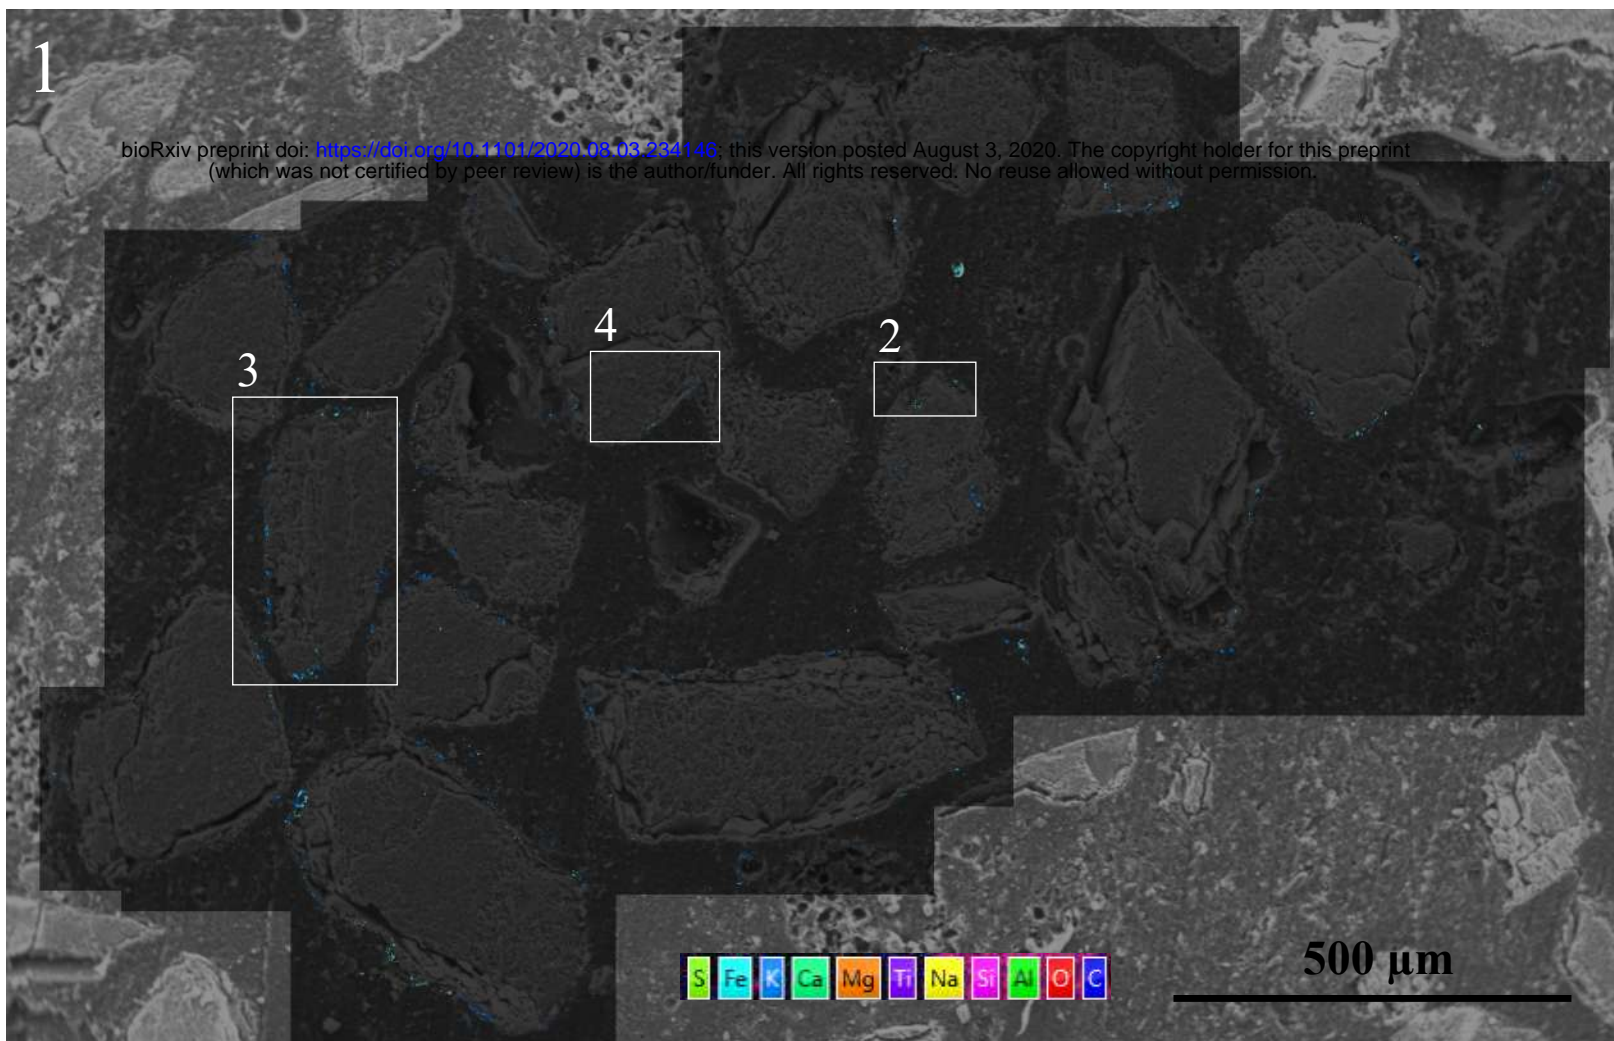 1
bioRxiv preprint doi: https://doi.org/10.1101/2020.08.03.234146; this version posted August 3, 2020. The copyright holder for this preprint
(which was not certified by peer review) is the author/funder. All rights reserved. No reuse allowed without permission.
4
2
3
S Fe K Ca Mg Ti Na Si Al O C
500 µm